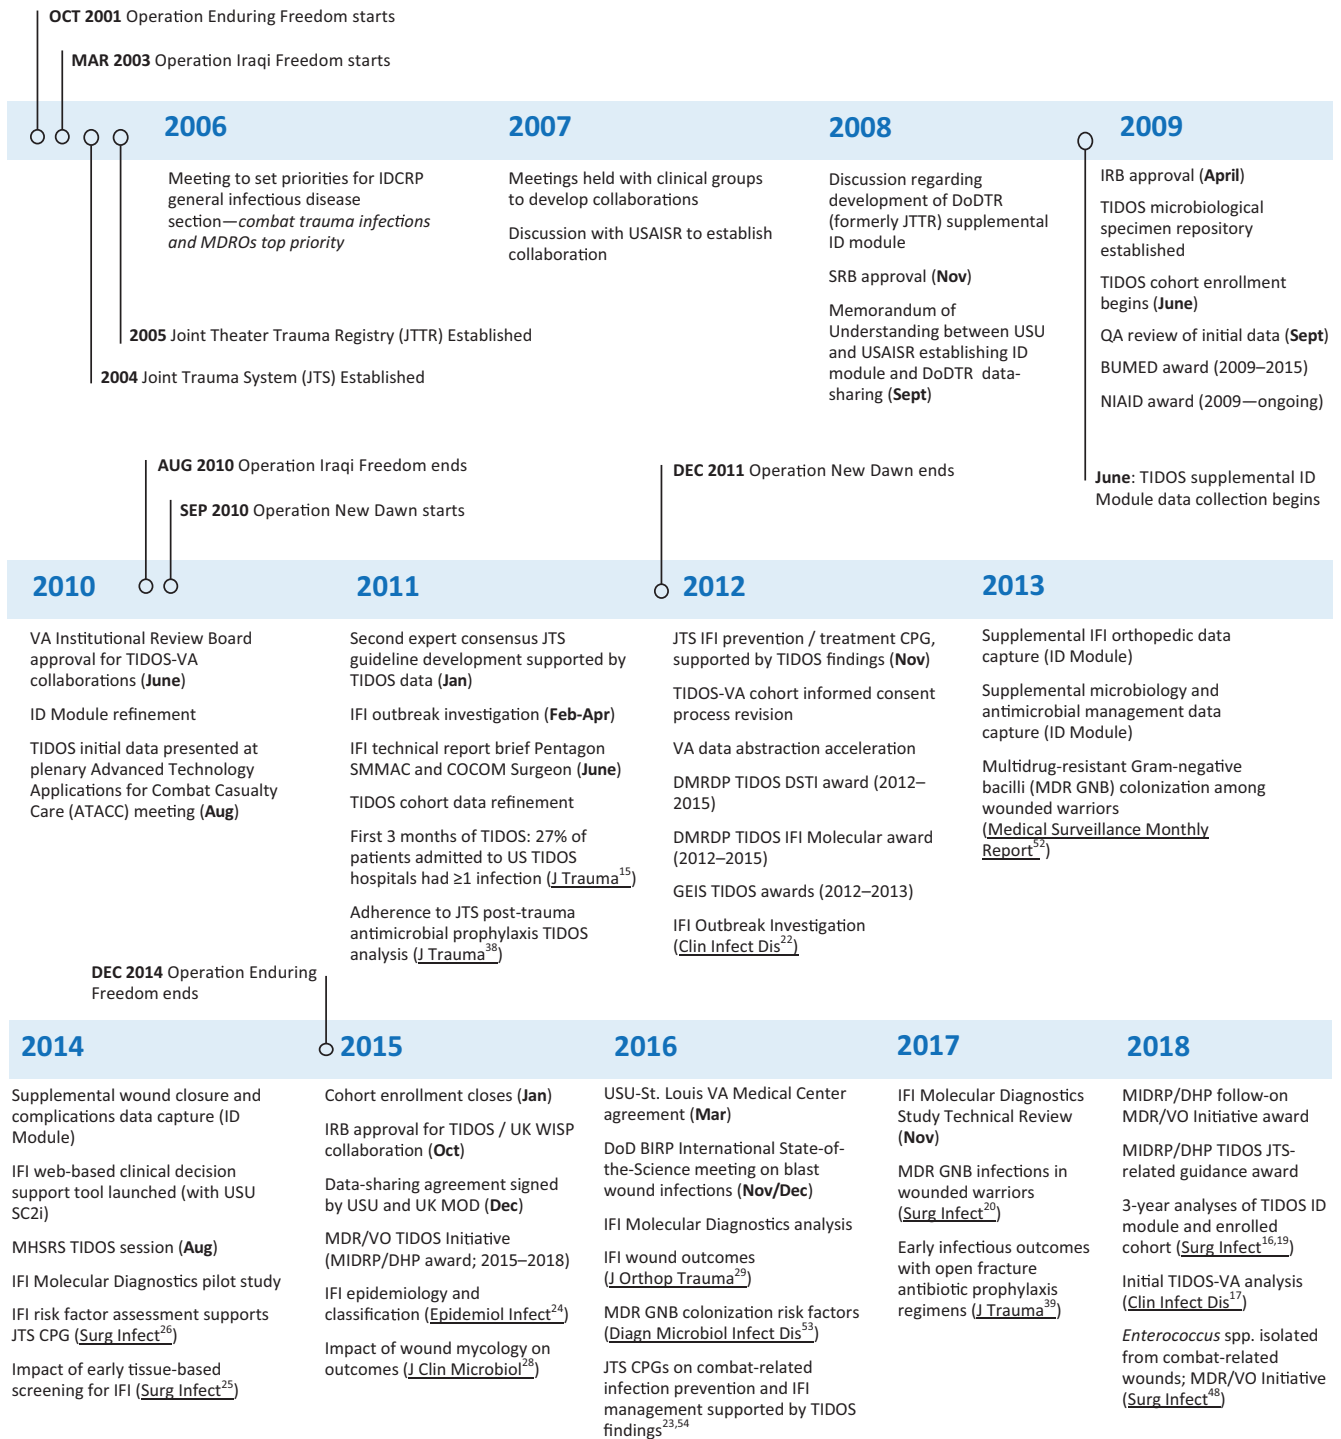 OCT 2001 Operation Enduring Freedom starts
MAR 2003 Operation Iraqi Freedom starts
2006
Meeting to set priorities for IDCRP
general infectious disease
section—combat trauma infections
and MDROs top priority
2005 Joint Theater Trauma Registry (JTTR) Established
2004 Joint Trauma System (JTS) Established
2007
Meetings held with clinical groups
to develop collaborations
Discussion with USAISR to establish
collaboration
2008
Discussion regarding
development of DoDTR
(formerly JTTR) supplemental
ID module
SRB approval (Nov)
Memorandum of
Understanding between USU
and USAISR establishing ID
module and DoDTR data-
sharing (Sept)
2009
IRB approval (April)
TIDOS microbiological
specimen repository
established
TIDOS cohort enrollment
begins (June)
QA review of initial data (Sept)
BUMED award (2009–2015)
NIAID award (2009—ongoing)
June: TIDOS supplemental ID
Module data collection begins
AUG 2010 Operation Iraqi Freedom ends
SEP 2010 Operation New Dawn starts
DEC 2011 Operation New Dawn ends
2010
VA Institutional Review Board
approval for TIDOS-VA
collaborations (June)
ID Module refinement
TIDOS initial data presented at
plenary Advanced Technology
Applications for Combat Casualty
Care (ATACC) meeting (Aug)
2011
Second expert consensus JTS
guideline development supported by
TIDOS data (Jan)
IFI outbreak investigation (Feb-Apr)
IFI technical report brief Pentagon
SMMAC and COCOM Surgeon (June)
TIDOS cohort data refinement
First 3 months of TIDOS: 27% of
patients admitted to US TIDOS
hospitals had ≥1 infection (J Trauma15)
Adherence to JTS post-trauma
antimicrobial prophylaxis TIDOS
analysis (J Trauma38)
2012
JTS IFI prevention / treatment CPG,
supported by TIDOS findings (Nov)
TIDOS-VA cohort informed consent
process revision
VA data abstraction acceleration
DMRDP TIDOS DSTI award (2012–
2015)
DMRDP TIDOS IFI Molecular award
(2012–2015)
GEIS TIDOS awards (2012–2013)
IFI Outbreak Investigation
(Clin Infect Dis22)
2013
Supplemental IFI orthopedic data
capture (ID Module)
Supplemental microbiology and
antimicrobial management data
capture (ID Module)
Multidrug-resistant Gram-negative
bacilli (MDR GNB) colonization among
wounded warriors
(Medical Surveillance Monthly
Report52)
DEC 2014 Operation Enduring
Freedom ends
2014
Supplemental wound closure and
complications data capture (ID
Module)
IFI web-based clinical decision
support tool launched (with USU
SC2i)
MHSRS TIDOS session (Aug)
IFI Molecular Diagnostics pilot study
IFI risk factor assessment supports
JTS CPG (Surg Infect26)
Impact of early tissue-based
screening for IFI (Surg Infect25)
2015
Cohort enrollment closes (Jan)
IRB approval for TIDOS / UK WISP
collaboration (Oct)
Data-sharing agreement signed
by USU and UK MOD (Dec)
MDR/VO TIDOS Initiative
(MIDRP/DHP award; 2015–2018)
IFI epidemiology and
classification (Epidemiol Infect24)
Impact of wound mycology on
outcomes (J Clin Microbiol28)
2016
USU-St. Louis VA Medical Center
agreement (Mar)
DoD BIRP International State-of-
the-Science meeting on blast
wound infections (Nov/Dec)
IFI Molecular Diagnostics analysis
IFI wound outcomes
(J Orthop Trauma29)
MDR GNB colonization risk factors
(Diagn Microbiol Infect Dis53)
JTS CPGs on combat-related
infection prevention and IFI
management supported by TIDOS
findings23,54
2017
IFI Molecular Diagnostics
Study Technical Review
(Nov)
MDR GNB infections in
wounded warriors
(Surg Infect20)
Early infectious outcomes
with open fracture
antibiotic prophylaxis
regimens (J Trauma39)
2018
MIDRP/DHP follow-on
MDR/VO Initiative award
MIDRP/DHP TIDOS JTS-
related guidance award
3-year analyses of TIDOS ID
module and enrolled
cohort (Surg Infect16,19)
Initial TIDOS-VA analysis
(Clin Infect Dis17)
Enterococcus spp. isolated
from combat-related
wounds; MDR/VO Initiative
(Surg Infect48)